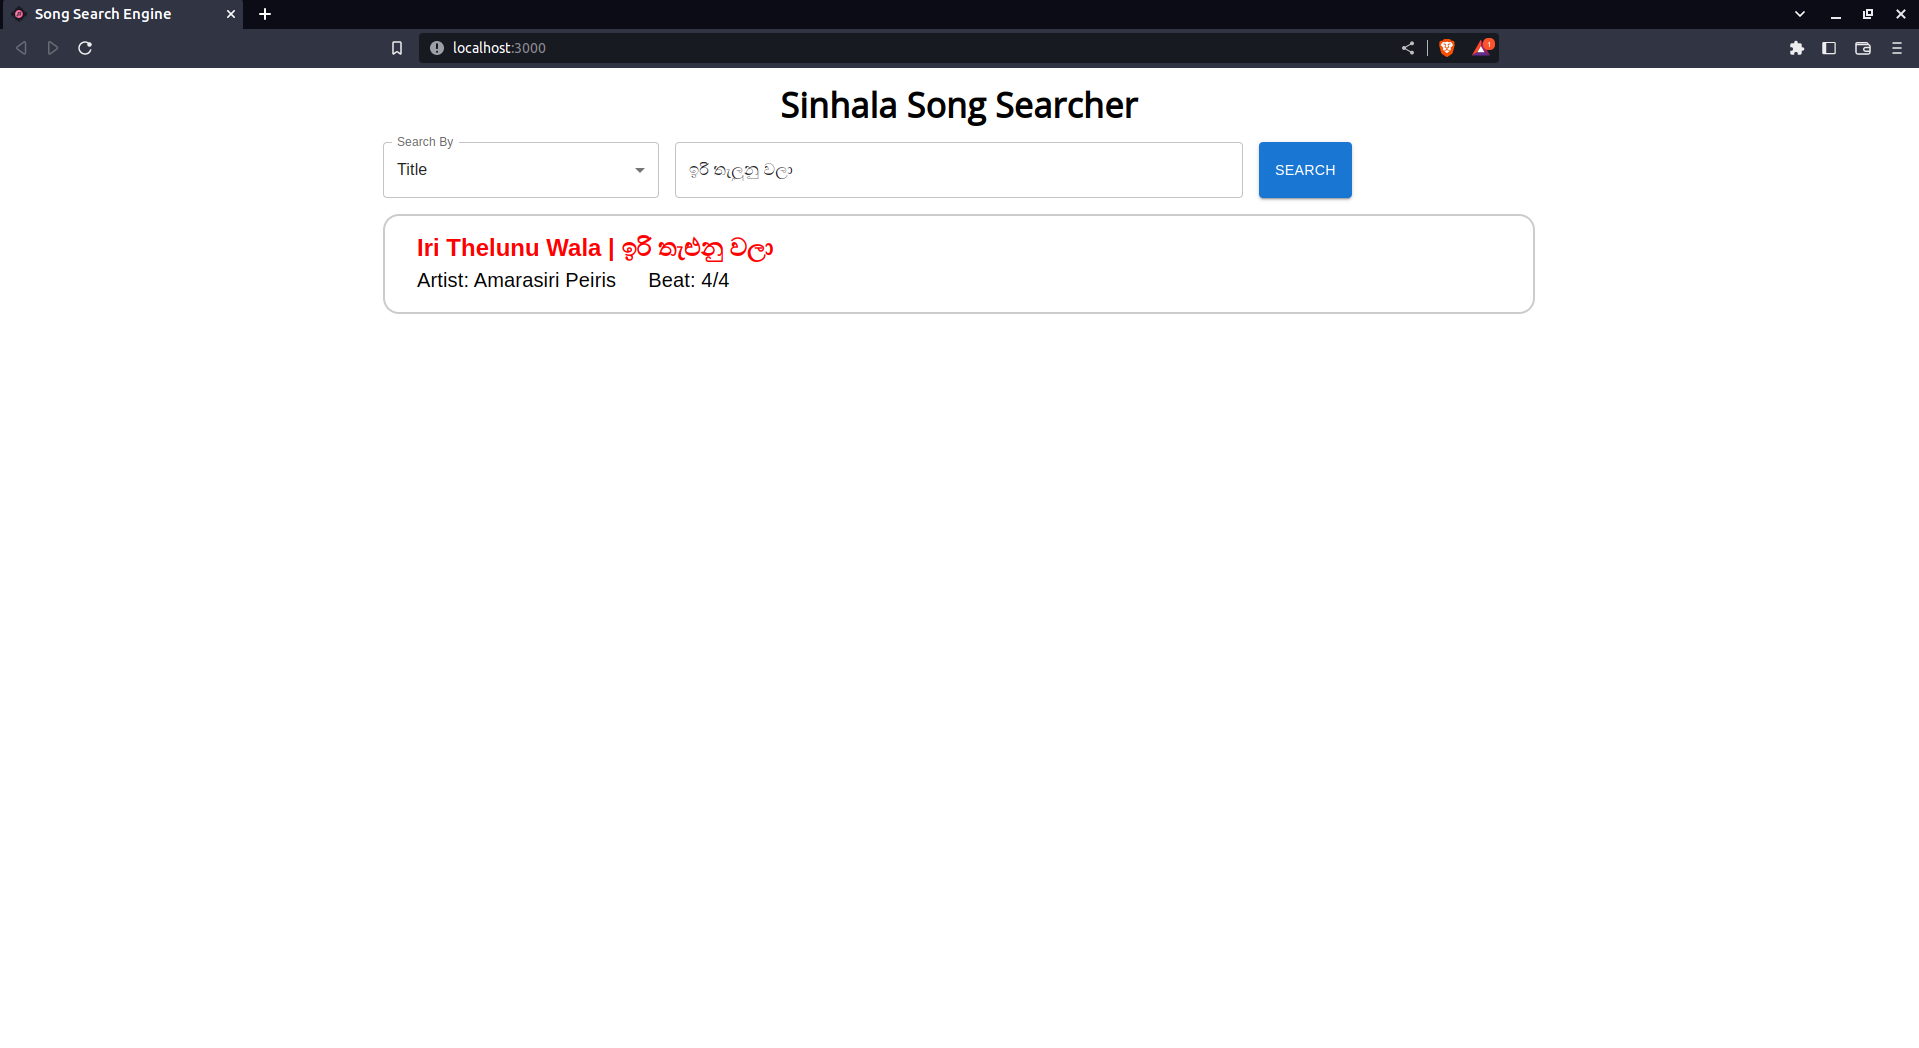 Song Search Engine
localhost:3000
1
Sinhala Song Searcher
Search By
Title
ඉරි තැලුනු වලා
SEARCH
Iri Thelunu Wala | ඉරි තැළුනු වලා
Artist: Amarasiri Peiris Beat: 4/4